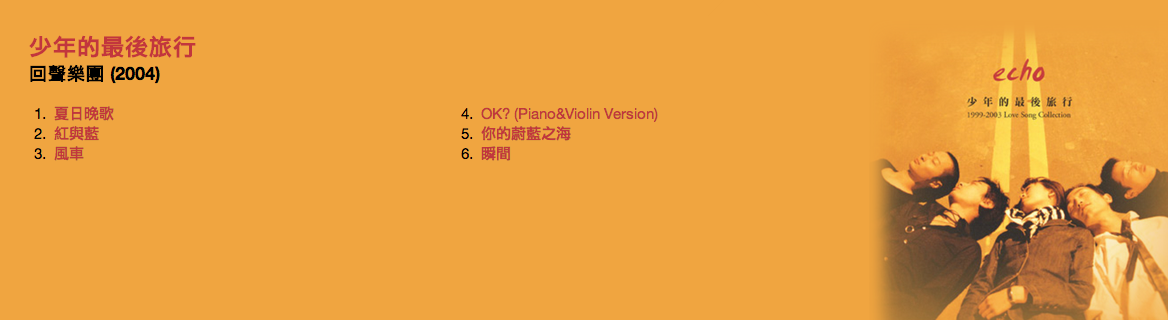 少年的最後旅行
回聲樂團 (2004)
1. 夏日晚歌
2. 紅與藍
3. 風車
4. OK? (Piano&Violin Version)
5. 你的蔚藍之海
6. 瞬間
echo
少年的最後旅行
1999-2003 Love Song Collection